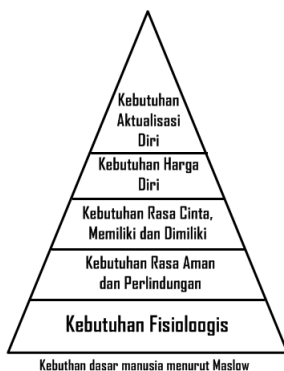 Kebutuhan
Aktualisasi
Diri
Kebutuhan Harga
Diri
Kebutuhan Rasa Cinta,
Memiliki dan Dimiliki
Kebutuhan Rasa Aman
dan Perlindungan
Kebutuhan Fisioloogis
Kebuthan dasar manusia menurut Maslow